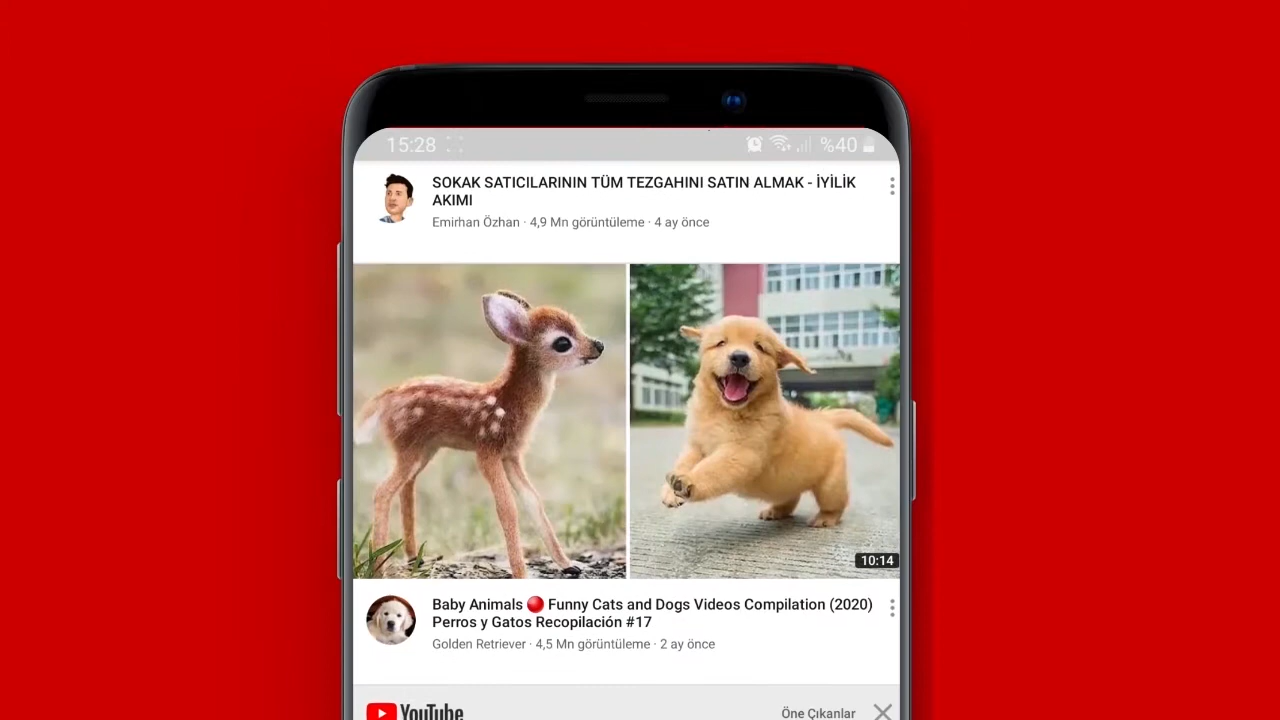 15:28 %40
SOKAK SATICILARININ TÜM TEZGAHINI SATIN ALMAK - İYİLİK
AKIMI
Emirhan Özhan · 4,9 Mn görüntüleme · 4 ay önce
10:14
Baby Animals 🔴 Funny Cats and Dogs Videos Compilation (2020)
Perros y Gatos Recopilación #17
Golden Retriever · 4,5 Mn görüntüleme · 2 ay önce
YouTube Öne Çıkanlar